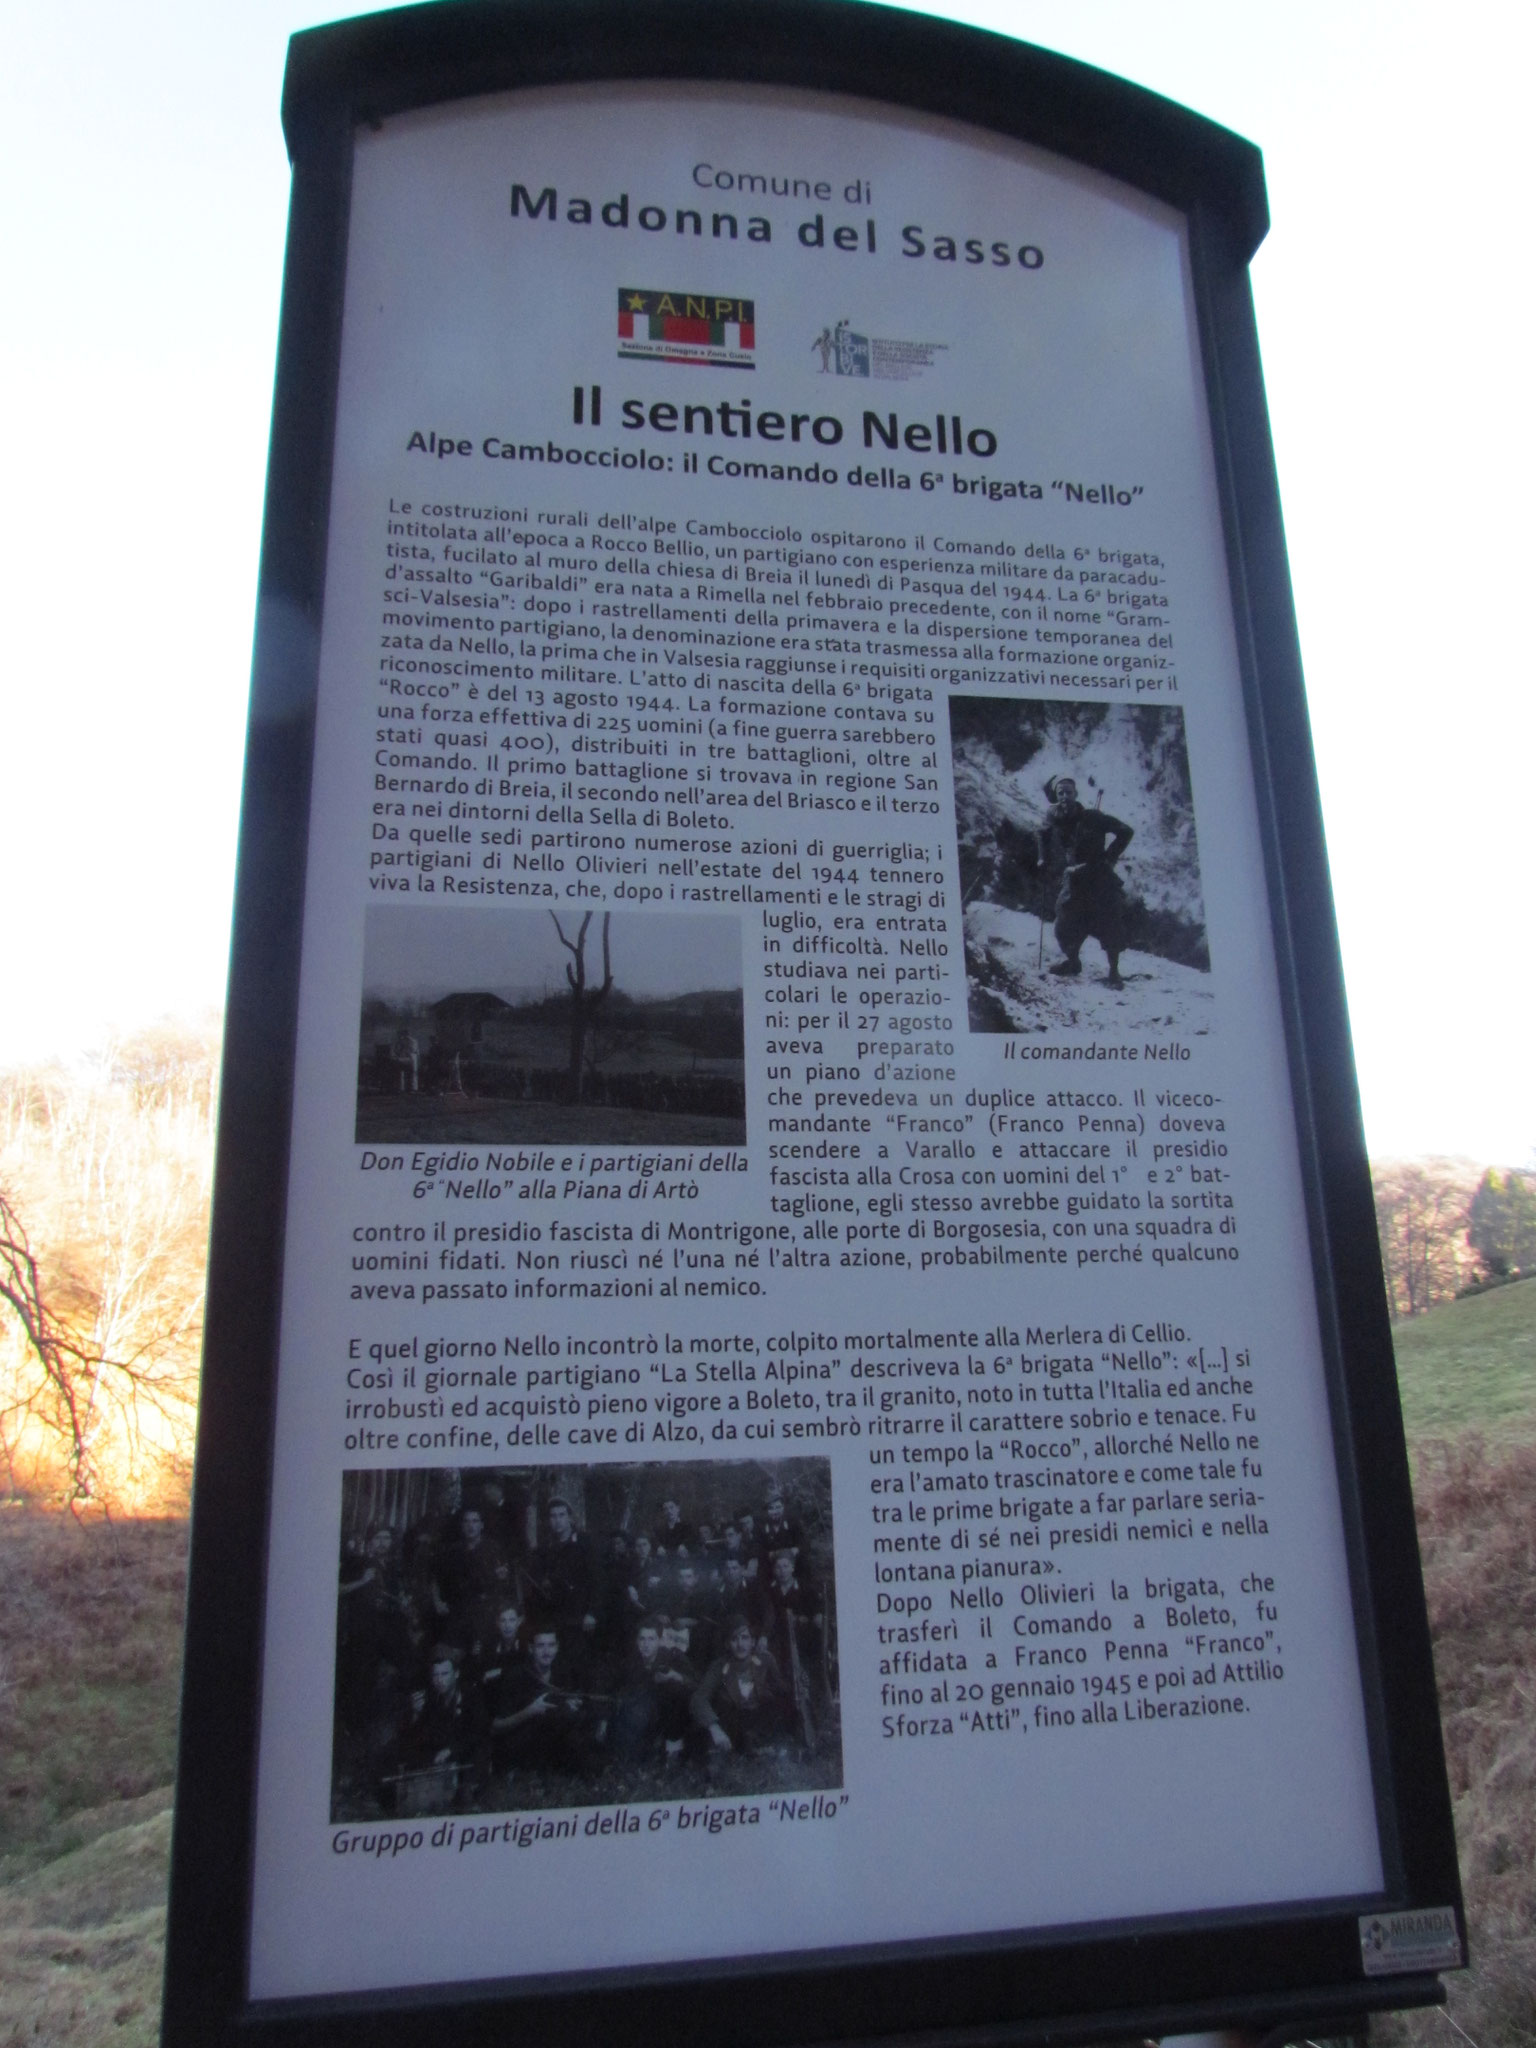 Comune di
Madonna del Sasso
A.N.P.I.
Sezione di Omegna e Zona Cusio
IS
TOR
BI
VE
Il sentiero Nello
Alpe Cambocciolo: il Comando della 6ª brigata “Nello”
Le costruzioni rurali dell'alpe Cambocciolo ospitarono il Comando della 6ª brigata,
intitolata all'epoca a Rocco Bellio, un partigiano con esperienza militare da paracadu-
tista, fucilato al muro della chiesa di Breia il lunedì di Pasqua del 1944. La 6ª brigata
d'assalto “Garibaldi” era nata a Rimella nel febbraio precedente, con il nome “Gram-
sci-Valsesia”: dopo i rastrellamenti della primavera e la dispersione temporanea del
movimento partigiano, la denominazione era stata trasmessa alla formazione organiz-
zata da Nello, la prima che in Valsesia raggiunse i requisiti organizzativi necessari per il
riconoscimento militare. L'atto di nascita della 6ª brigata
“Rocco” è del 13 agosto 1944. La formazione contava su
una forza effettiva di 225 uomini (a fine guerra sarebbero
stati quasi 400), distribuiti in tre battaglioni, oltre al
Comando. Il primo battaglione si trovava in regione San
Bernardo di Breia, il secondo nell'area del Briasco e il terzo
era nei dintorni della Sella di Boleto.
Da quelle sedi partirono numerose azioni di guerriglia; i
partigiani di Nello Olivieri nell'estate del 1944 tennero
viva la Resistenza, che, dopo i rastrellamenti e le stragi di
luglio, era entrata
in difficoltà. Nello
studiava nei parti-
colari le operazio-
ni: per il 27 agosto
aveva preparato
un piano d'azione
che prevedeva un duplice attacco. Il viceco-
mandante “Franco” (Franco Penna) doveva
scendere a Varallo e attaccare il presidio
fascista alla Crosa con uomini del 1° e 2° bat-
taglione, egli stesso avrebbe guidato la sortita
contro il presidio fascista di Montrigone, alle porte di Borgosesia, con una squadra di
uomini fidati. Non riuscì né l'una né l'altra azione, probabilmente perché qualcuno
aveva passato informazioni al nemico.
Il comandante Nello
Don Egidio Nobile e i partigiani della
6ª “Nello” alla Piana di Artò
E quel giorno Nello incontrò la morte, colpito mortalmente alla Merlera di Cellio.
Così il giornale partigiano “La Stella Alpina” descriveva la 6ª brigata “Nello”: «[...] si
irrobustì ed acquistò pieno vigore a Boleto, tra il granito, noto in tutta l'Italia ed anche
oltre confine, delle cave di Alzo, da cui sembrò ritrarre il carattere sobrio e tenace. Fu
un tempo la “Rocco”, allorché Nello ne
era l'amato trascinatore e come tale fu
tra le prime brigate a far parlare seria-
mente di sé nei presidi nemici e nella
lontana pianura».
Dopo Nello Olivieri la brigata, che
trasferì il Comando a Boleto, fu
affidata a Franco Penna “Franco”,
fino al 20 gennaio 1945 e poi ad Attilio
Sforza “Atti”, fino alla Liberazione.
Gruppo di partigiani della 6ª brigata “Nello”
MIRANDA